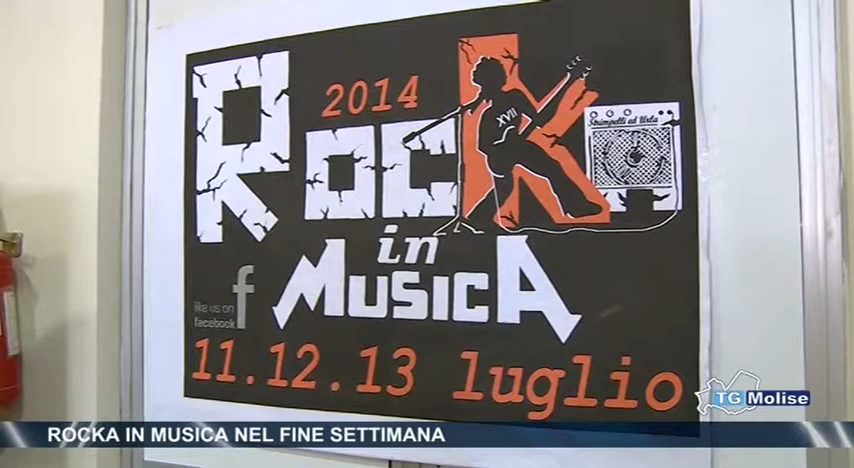 2014
RocKa
XVII
Strimpelli ed Urla
in
MUSICA
like us on
facebook
f
11.12.13 luglio
TG Molise
ROCKA IN MUSICA NEL FINE SETTIMANA